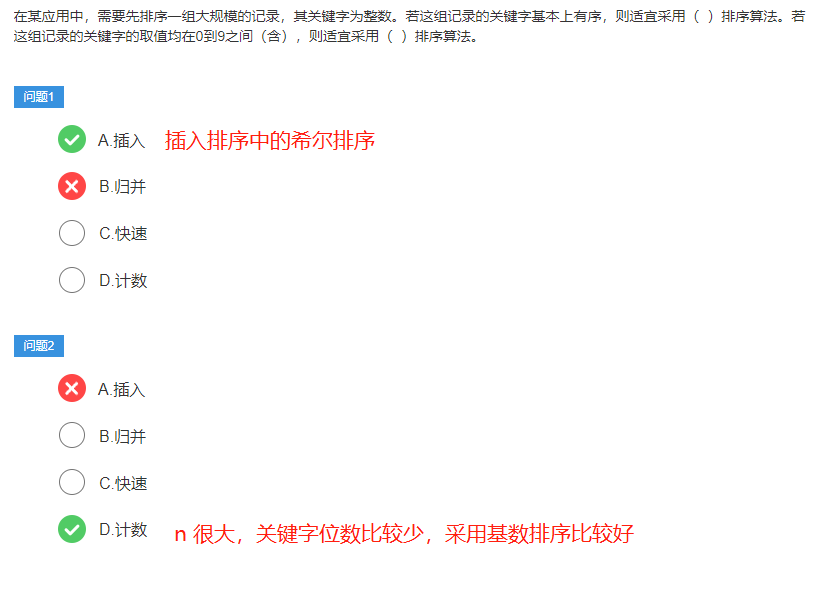 在某应用中，需要先排序一组大规模的记录，其关键字为整数。若这组记录的关键字基本上有序，则适宜采用（ ）排序算法。若
这组记录的关键字的取值均在0到9之间（含），则适宜采用（ ）排序算法。
问题1
A.插入 插入排序中的希尔排序
B.归并
C.快速
D.计数
问题2
A.插入
B.归并
C.快速
D.计数 n 很大，关键字位数比较少，采用基数排序比较好